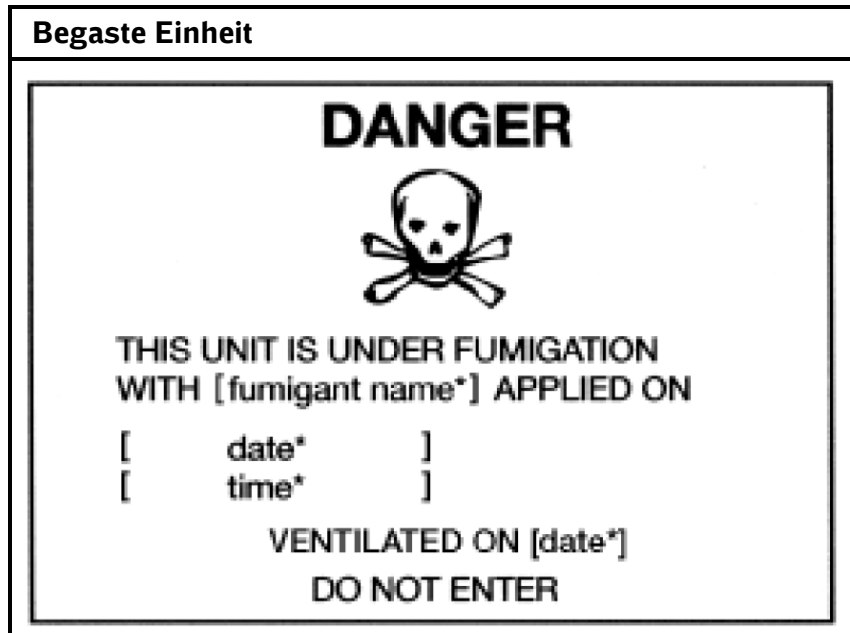 Begaste Einheit
DANGER
THIS UNIT IS UNDER FUMIGATION
WITH [fumigant name*] APPLIED ON
[ date* ]
[ time* ]
VENTILATED ON [date*]
DO NOT ENTER